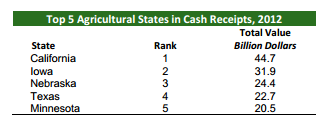 Top 5 Agricultural States in Cash Receipts, 2012
Total Value
State Rank Billion Dollars
California 1 44.7
Iowa 2 31.9
Nebraska 3 24.4
Texas 4 22.7
Minnesota 5 20.5